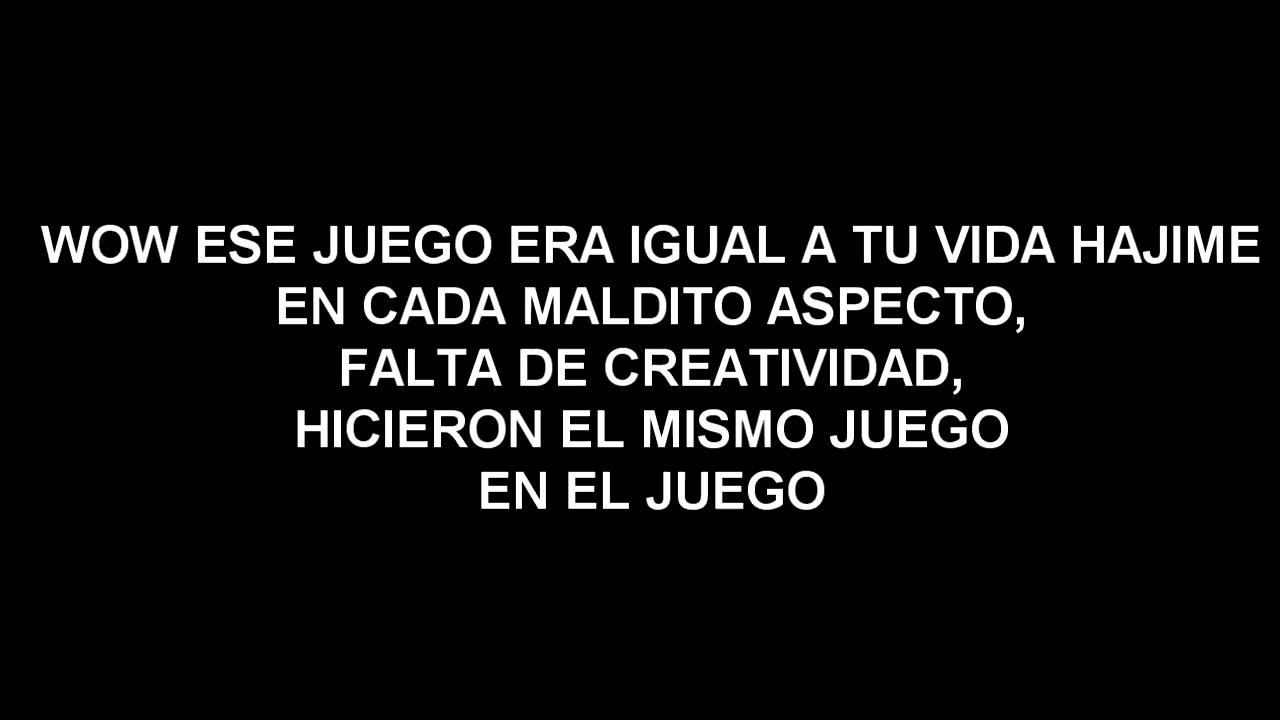 WOW ESE JUEGO ERA IGUAL A TU VIDA HAJIME
EN CADA MALDITO ASPECTO,
FALTA DE CREATIVIDAD,
HICIERON EL MISMO JUEGO
EN EL JUEGO